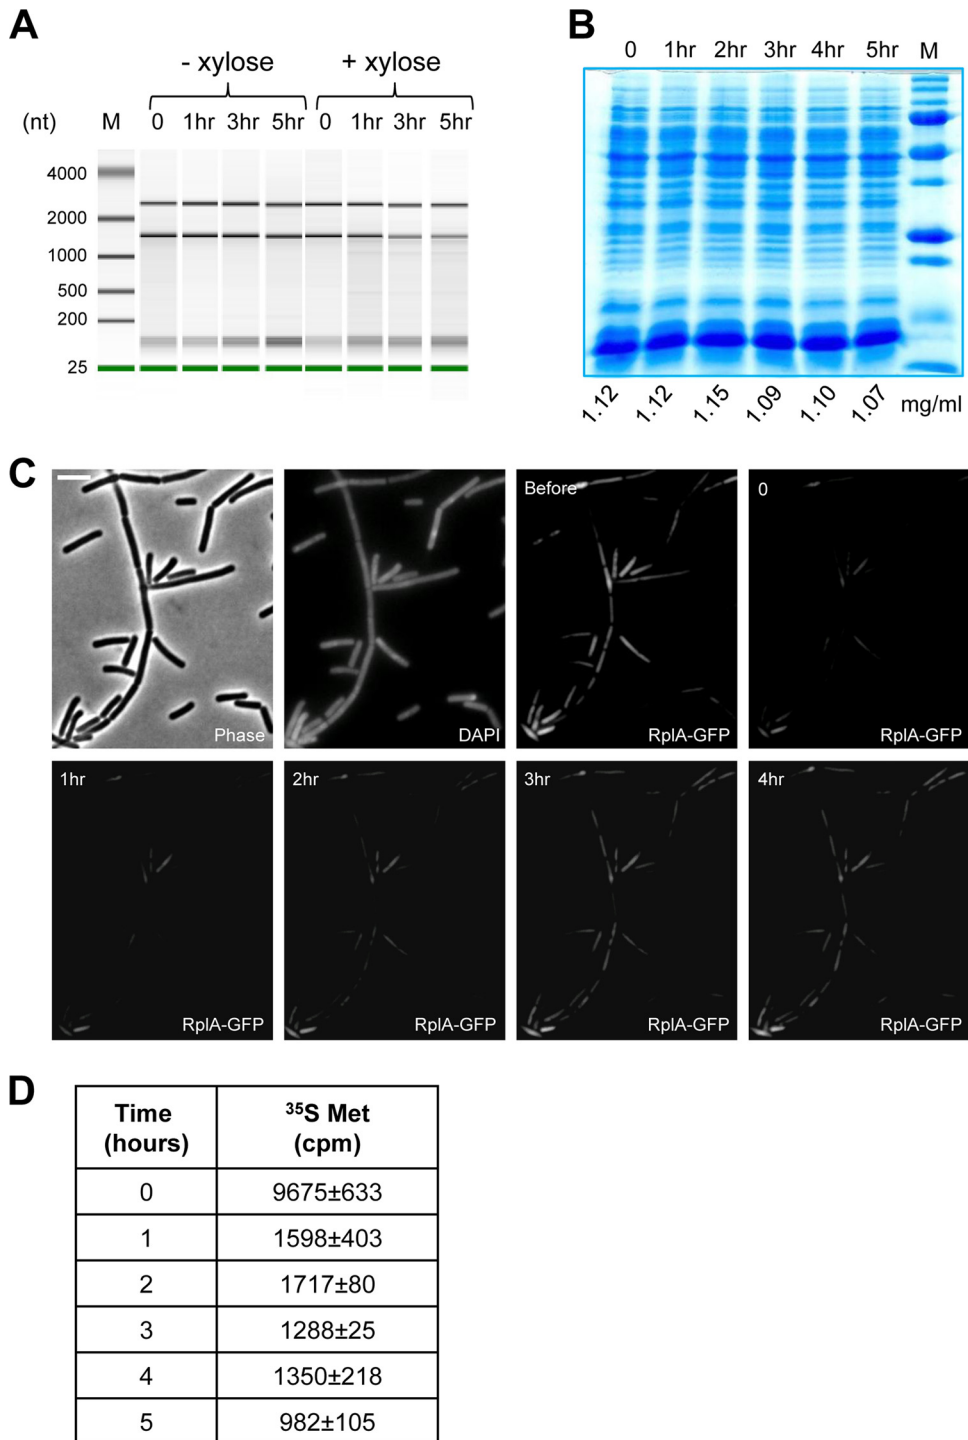 A
- xylose
+ xylose
(nt) M 0 1hr 3hr 5hr 0 1hr 3hr 5hr
4000
2000
1000
500
200
25
B
0 1hr 2hr 3hr 4hr 5hr M
1.12 1.12 1.15 1.09 1.10 1.07 mg/ml
C
Phase
DAPI
Before
RplA-GFP
0
RplA-GFP
1hr
RplA-GFP
2hr
RplA-GFP
3hr
RplA-GFP
4hr
RplA-GFP
D
Time (hours) ³⁵S Met (cpm)
0 9675±633
1 1598±403
2 1717±80
3 1288±25
4 1350±218
5 982±105